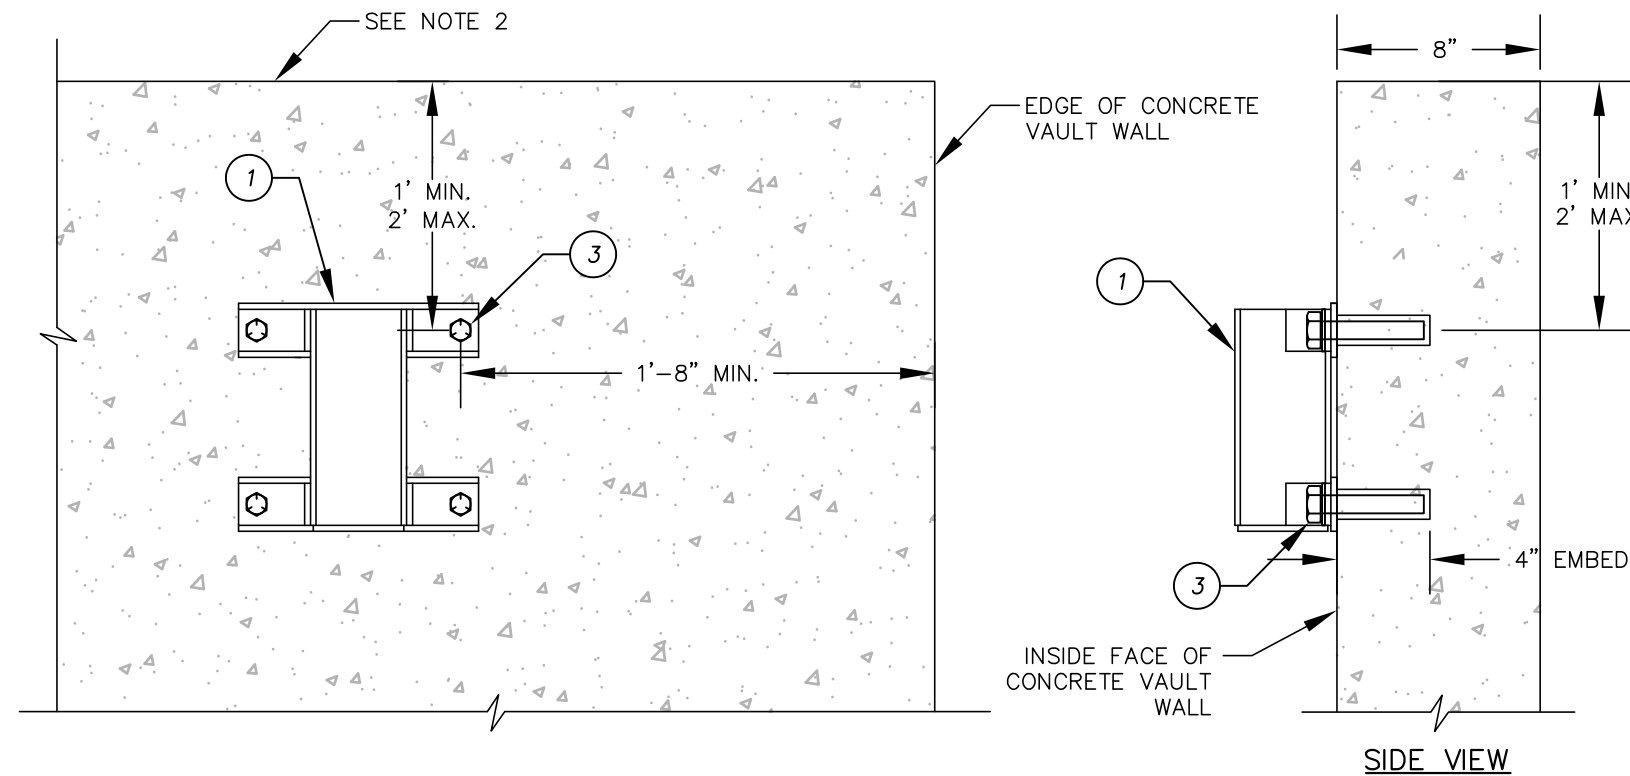 SEE NOTE 2
EDGE OF CONCRETE
VAULT WALL
1
1' MIN.
2' MAX.
3
1'-8" MIN.
8"
1' MIN
2' MAX
1
3
4" EMBED
INSIDE FACE OF
CONCRETE VAULT
WALL
SIDE VIEW